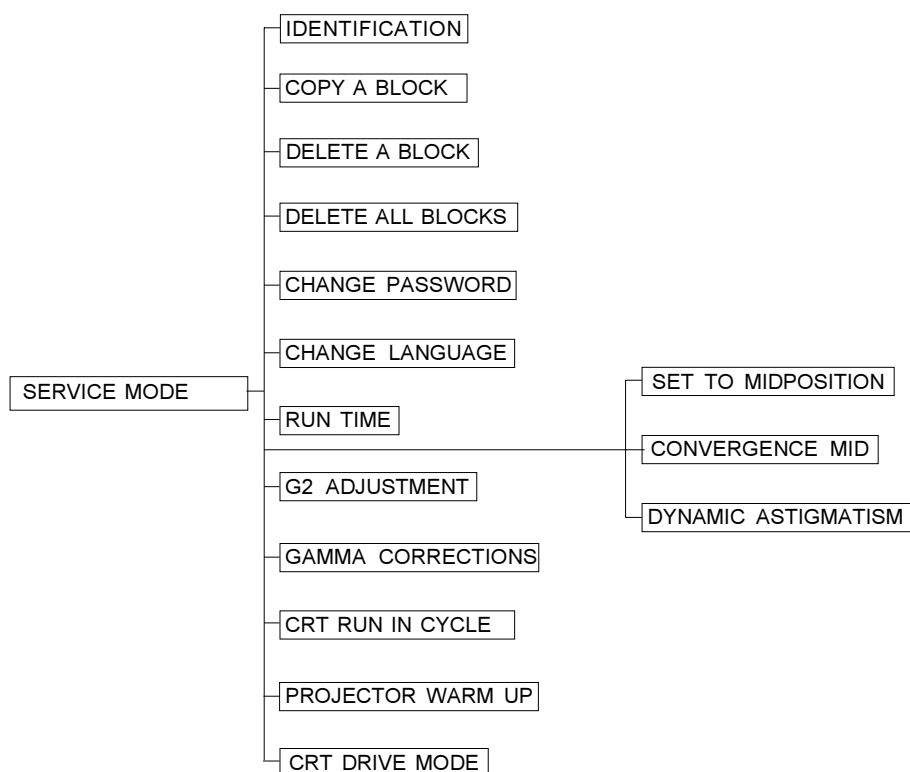 IDENTIFICATION
COPY A BLOCK
DELETE A BLOCK
DELETE ALL BLOCKS
CHANGE PASSWORD
CHANGE LANGUAGE
SERVICE MODE
RUN TIME
G2 ADJUSTMENT
GAMMA CORRECTIONS
CRT RUN IN CYCLE
PROJECTOR WARM UP
CRT DRIVE MODE
SET TO MIDPOSITION
CONVERGENCE MID
DYNAMIC ASTIGMATISM